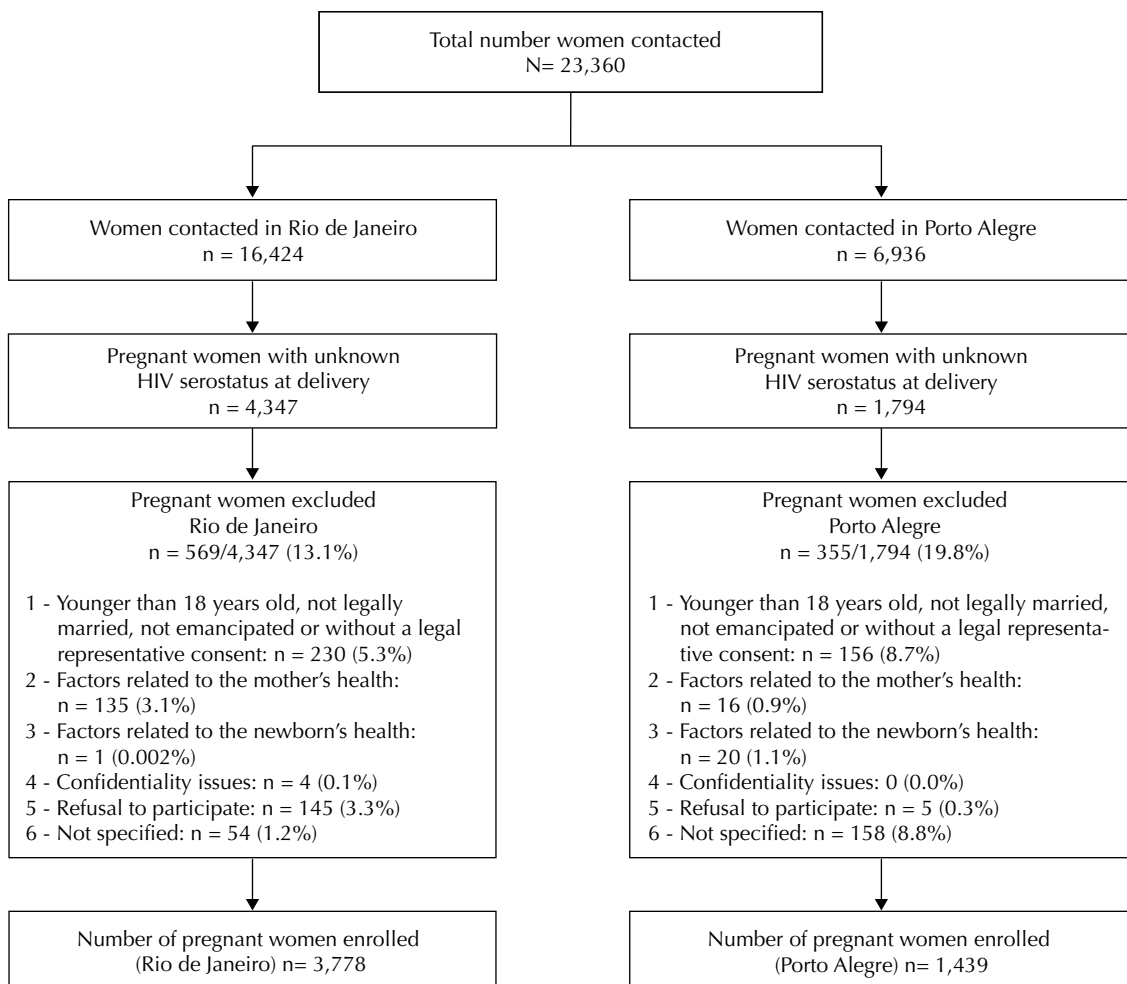 Total number women contacted
N= 23,360
Women contacted in Rio de Janeiro
n = 16,424
Women contacted in Porto Alegre
n = 6,936
Pregnant women with unknown
HIV serostatus at delivery
n = 4,347
Pregnant women with unknown
HIV serostatus at delivery
n = 1,794
Pregnant women excluded
Rio de Janeiro
n = 569/4,347 (13.1%)
1 - Younger than 18 years old, not legally
married, not emancipated or without a legal
representative consent: n = 230 (5.3%)
2 - Factors related to the mother’s health:
n = 135 (3.1%)
3 - Factors related to the newborn’s health:
n = 1 (0.002%)
4 - Confidentiality issues: n = 4 (0.1%)
5 - Refusal to participate: n = 145 (3.3%)
6 - Not specified: n = 54 (1.2%)
Pregnant women excluded
Porto Alegre
n = 355/1,794 (19.8%)
1 - Younger than 18 years old, not legally married,
not emancipated or without a legal representa-
tive consent: n = 156 (8.7%)
2 - Factors related to the mother’s health:
n = 16 (0.9%)
3 - Factors related to the newborn’s health:
n = 20 (1.1%)
4 - Confidentiality issues: 0 (0.0%)
5 - Refusal to participate: n = 5 (0.3%)
6 - Not specified: n = 158 (8.8%)
Number of pregnant women enrolled
(Rio de Janeiro) n= 3,778
Number of pregnant women enrolled
(Porto Alegre) n= 1,439